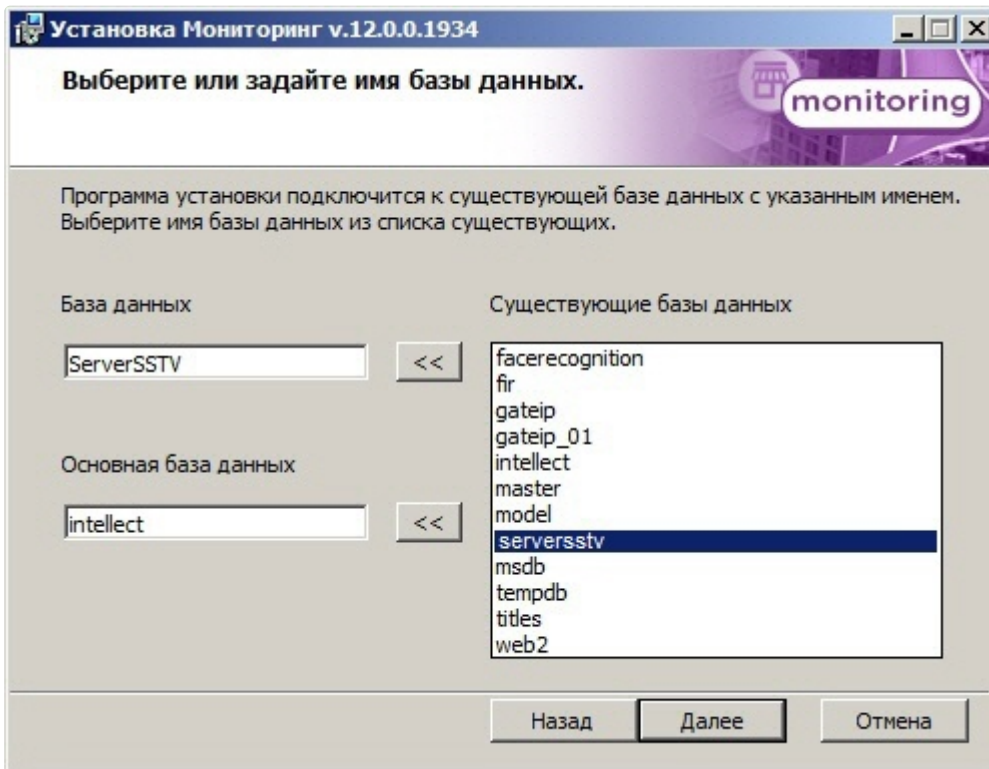 Установка Мониторинг v.12.0.0.1934
Выберите или задайте имя базы данных.
monitoring
Программа установки подключится к существующей базе данных с указанным именем.
Выберите имя базы данных из списка существующих.
База данных
ServerSSTV
<<
Основная база данных
intellect
<<
Существующие базы данных
facerecognition
fir
gateip
gateip_01
intellect
master
model
serversstv
msdb
tempdb
titles
web2
Назад
Далее
Отмена